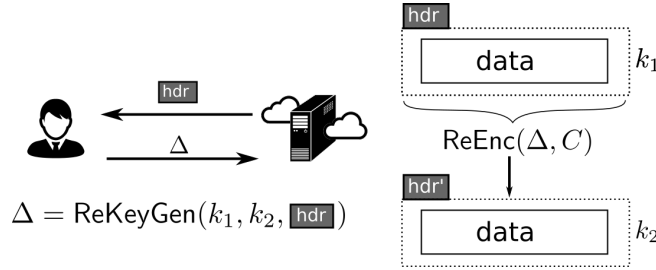 hdr
Δ
Δ = ReKeyGen(k₁, k₂, hdr)
hdr
data
k₁
ReEnc(Δ, C)
hdr'
data
k₂